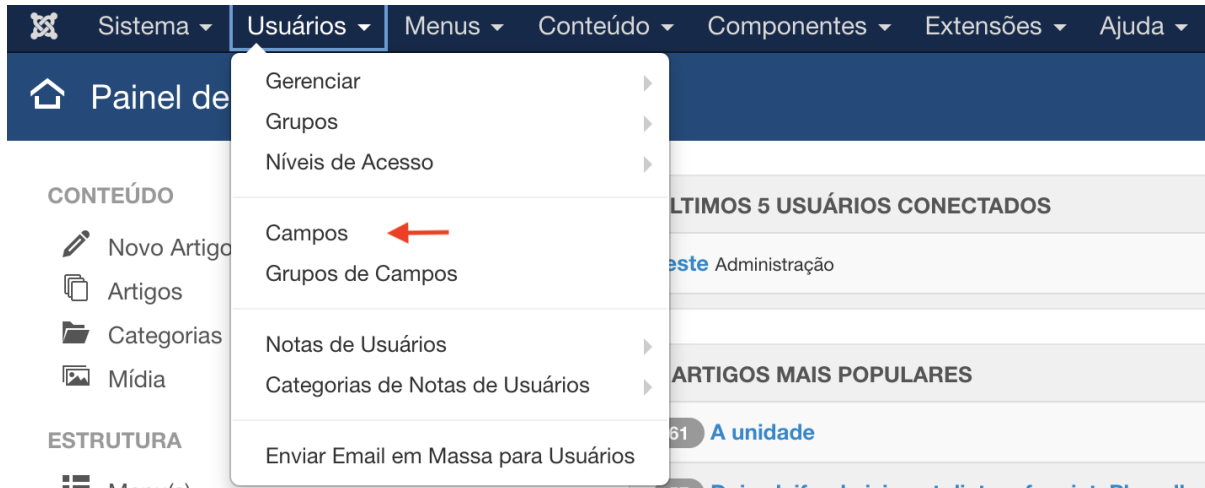 Sistema Usuários Menus Conteúdo Componentes Extensões Ajuda
Painel de
Gerenciar
Grupos
Níveis de Acesso
Campos
Grupos de Campos
Notas de Usuários
Categorias de Notas de Usuários
Enviar Email em Massa para Usuários
CONTEÚDO
Novo Artigo
Artigos
Categorias
Mídia
ESTRUTURA
LTIMOS 5 USUÁRIOS CONECTADOS
este Administração
ARTIGOS MAIS POPULARES
61 A unidade